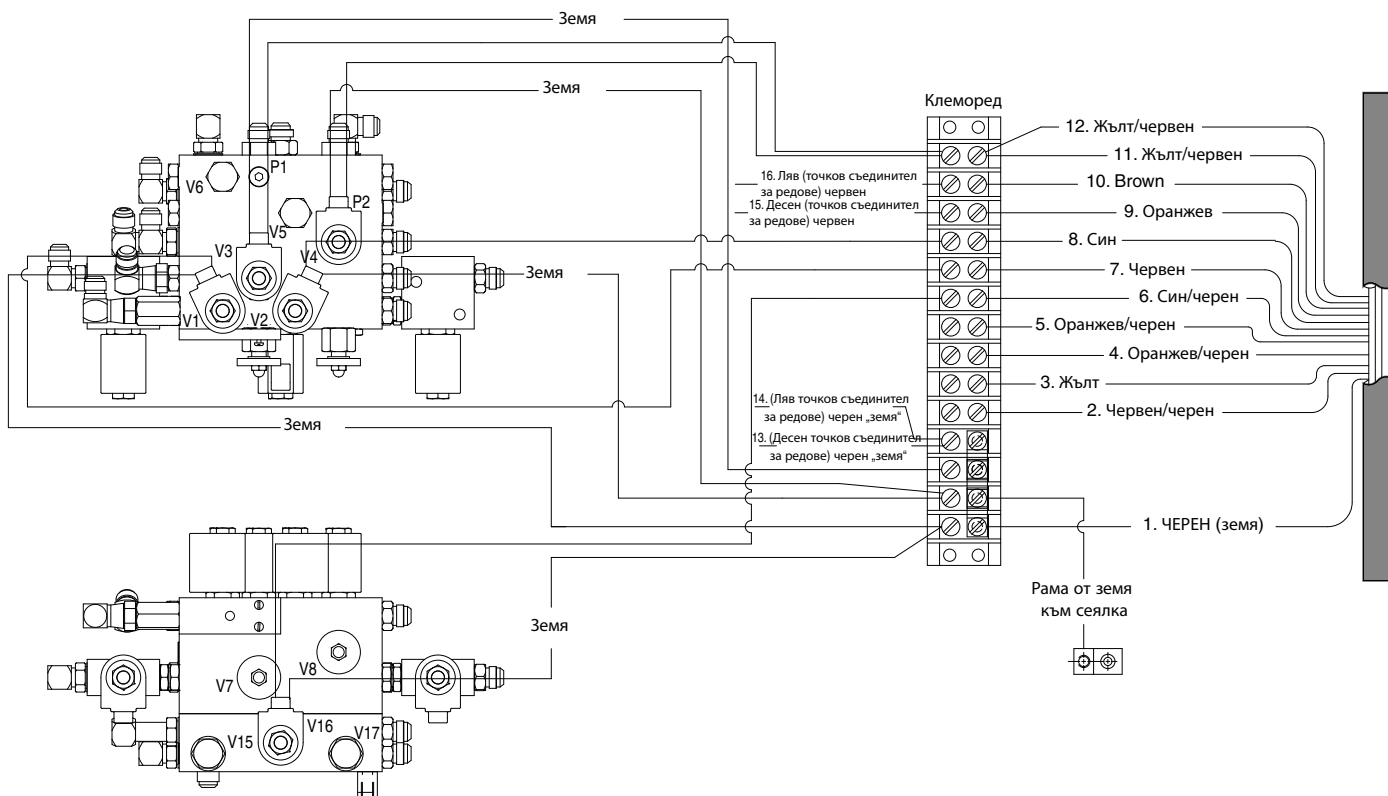 Земя
Земя
Клеморед
12. Жълт/червен
11. Жълт/червен
16. Ляв (точков съединител
за редове) червен
10. Brown
15. Десен (точков съединител
за редове) червен
9. Оранжев
8. Син
7. Червен
6. Син/черен
5. Оранжев/черен
4. Оранжев/черен
3. Жълт
2. Червен/черен
14. (Ляв точков съединител
за редове) черен „земя“
13. (Десен точков съединител
за редове) черен „земя“
1. ЧЕРЕН (земя)
Рама от земя
към сеялка
P1
V6
P2
V5
V3
V4
Земя
V1
V2
Земя
Земя
V8
V7
V16
V15
V17